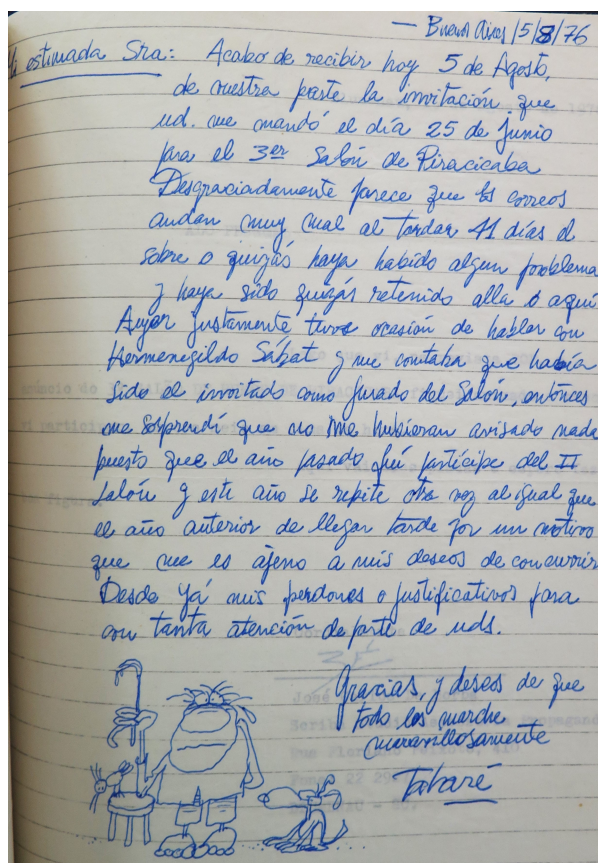 — Buenos Aires /5/8/76
Mi estimada Sra: Acabo de recibir hoy 5 de Agosto,
de vuestra parte la invitación que
ud. me mandó el día 25 de junio
para el 3er Salón de Piracicaba
Desgraciadamente parece que los correos
andan muy mal al tardar 41 días el
sobre o quizás haya habido algun problema
y haya sido quizás retenido alla o aquí
Ayer justamente tuve ocasión de hablar con
Hermenegildo Sábat y me contaba que había
sido el invitado como Jurado del Salón, entónces
me sorprendí que no me hubieran avisado nada
puesto que el año pasado fuí partícipe del II
Salón y este año se repite otra vez al igual que
el año anterior de llegar tarde por un motivo
que me es ajeno a mis deseos de concurrir
Desde yá mis perdones o justificativos para
con tanta atención de parte de uds.
Gracias, y deseos de que
todo les marche
maravillosamente
Tabaré